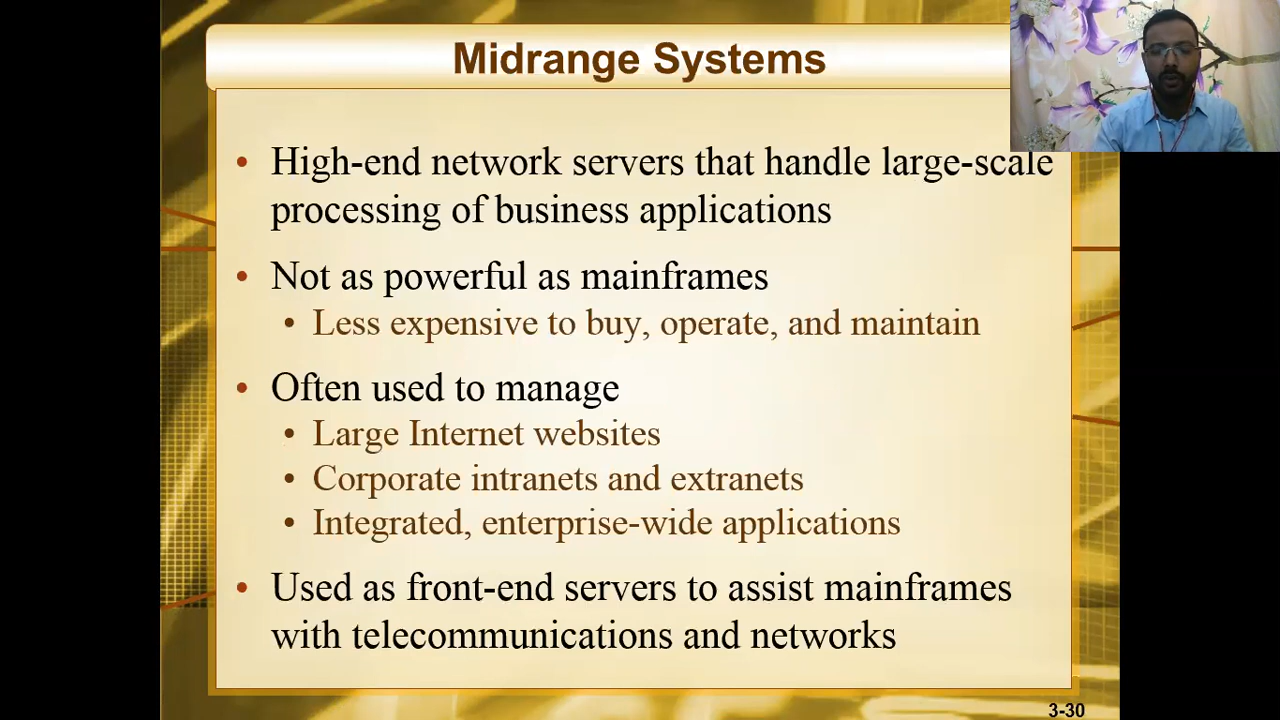 Midrange Systems
• High-end network servers that handle large-scale
processing of business applications
• Not as powerful as mainframes
• Less expensive to buy, operate, and maintain
• Often used to manage
• Large Internet websites
• Corporate intranets and extranets
• Integrated, enterprise-wide applications
• Used as front-end servers to assist mainframes
with telecommunications and networks
3-30